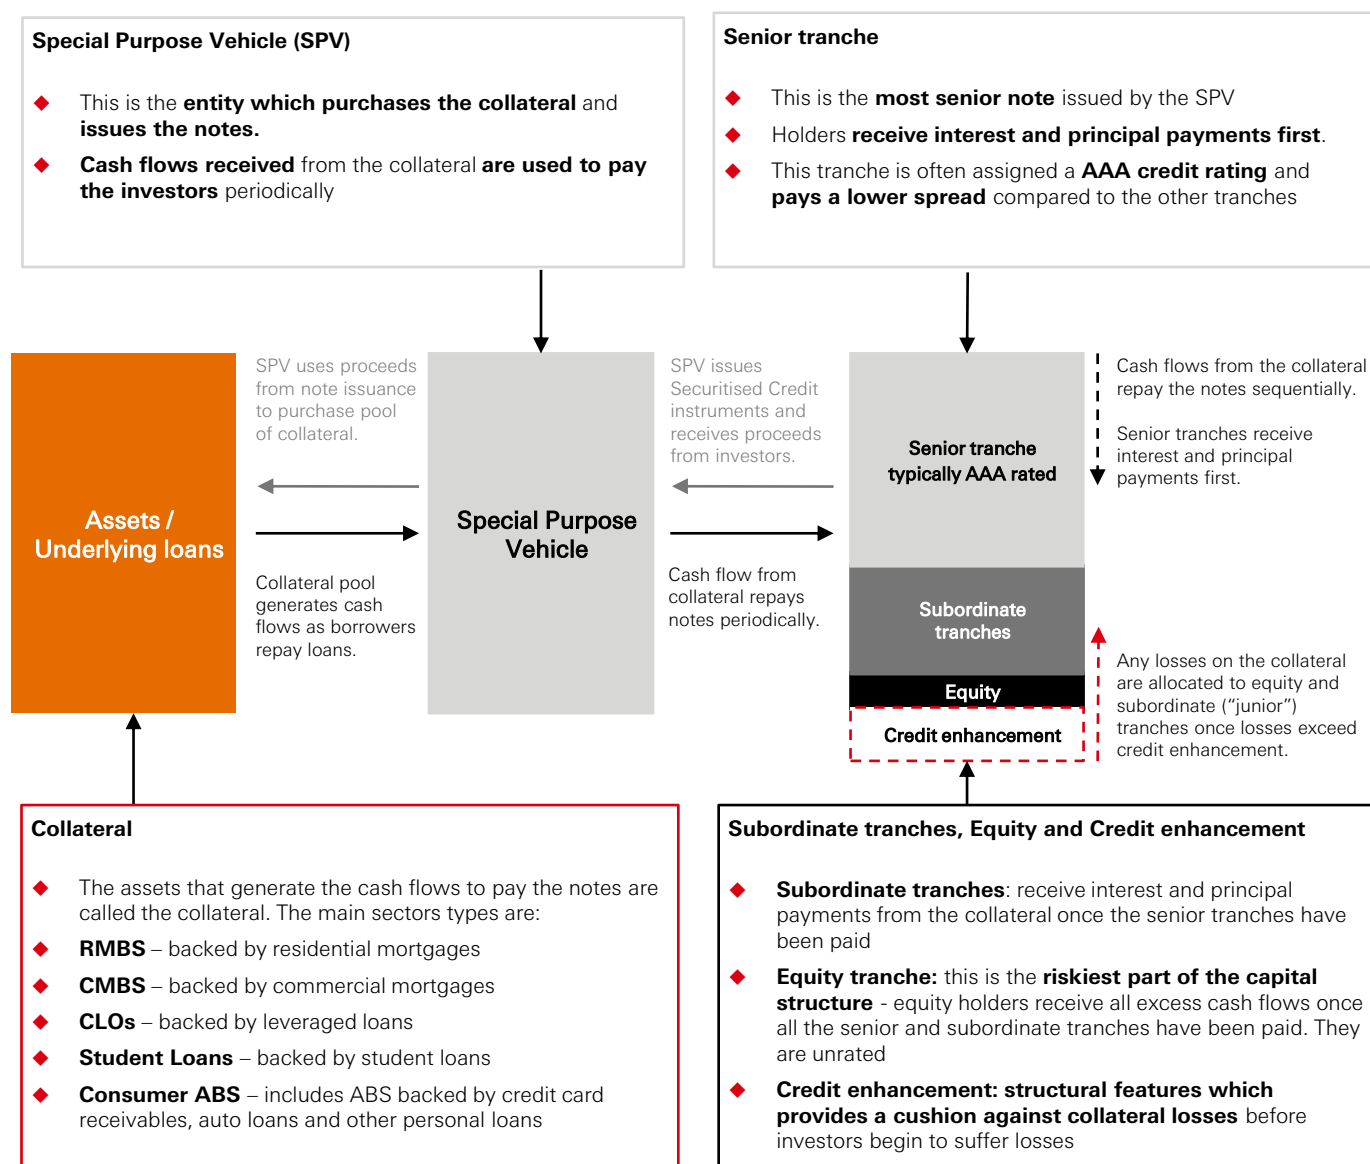 Special Purpose Vehicle (SPV)
◆ This is the entity which purchases the collateral and
issues the notes.
◆ Cash flows received from the collateral are used to pay
the investors periodically
Senior tranche
◆ This is the most senior note issued by the SPV
◆ Holders receive interest and principal payments first.
◆ This tranche is often assigned a AAA credit rating and
pays a lower spread compared to the other tranches
Assets /
Underlying loans
SPV uses proceeds
from note issuance
to purchase pool
of collateral.
Collateral pool
generates cash
flows as borrowers
repay loans.
Special Purpose
Vehicle
SPV issues
Securitised Credit
instruments and
receives proceeds
from investors.
Cash flow from
collateral repays
notes periodically.
Senior tranche
typically AAA rated
Subordinate
tranches
Equity
Credit enhancement
Cash flows from the collateral
repay the notes sequentially.
Senior tranches receive
interest and principal
payments first.
Any losses on the collateral
are allocated to equity and
subordinate (“junior”)
tranches once losses exceed
credit enhancement.
Collateral
◆ The assets that generate the cash flows to pay the notes are
called the collateral. The main sectors types are:
◆ RMBS – backed by residential mortgages
◆ CMBS – backed by commercial mortgages
◆ CLOs – backed by leveraged loans
◆ Student Loans – backed by student loans
◆ Consumer ABS – includes ABS backed by credit card
receivables, auto loans and other personal loans
Subordinate tranches, Equity and Credit enhancement
◆ Subordinate tranches: receive interest and principal
payments from the collateral once the senior tranches have
been paid
◆ Equity tranche: this is the riskiest part of the capital
structure - equity holders receive all excess cash flows once
all the senior and subordinate tranches have been paid. They
are unrated
◆ Credit enhancement: structural features which
provides a cushion against collateral losses before
investors begin to suffer losses